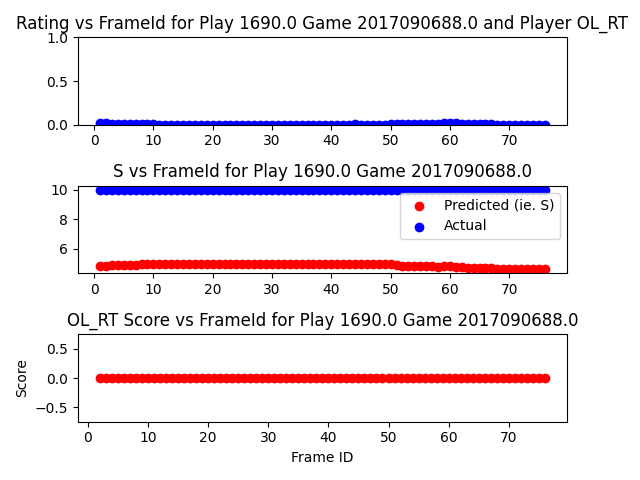 Rating vs FrameId for Play 1690.0 Game 2017090688.0 and Player OL_RT
1.0
0.5
0.0
0 10 20 30 40 50 60 70
S vs FrameId for Play 1690.0 Game 2017090688.0
10
8
6
Predicted (ie. S)
Actual
0 10 20 30 40 50 60 70
OL_RT Score vs FrameId for Play 1690.0 Game 2017090688.0
Score
0.5
0.0
−0.5
0 10 20 30 40 50 60 70
Frame ID